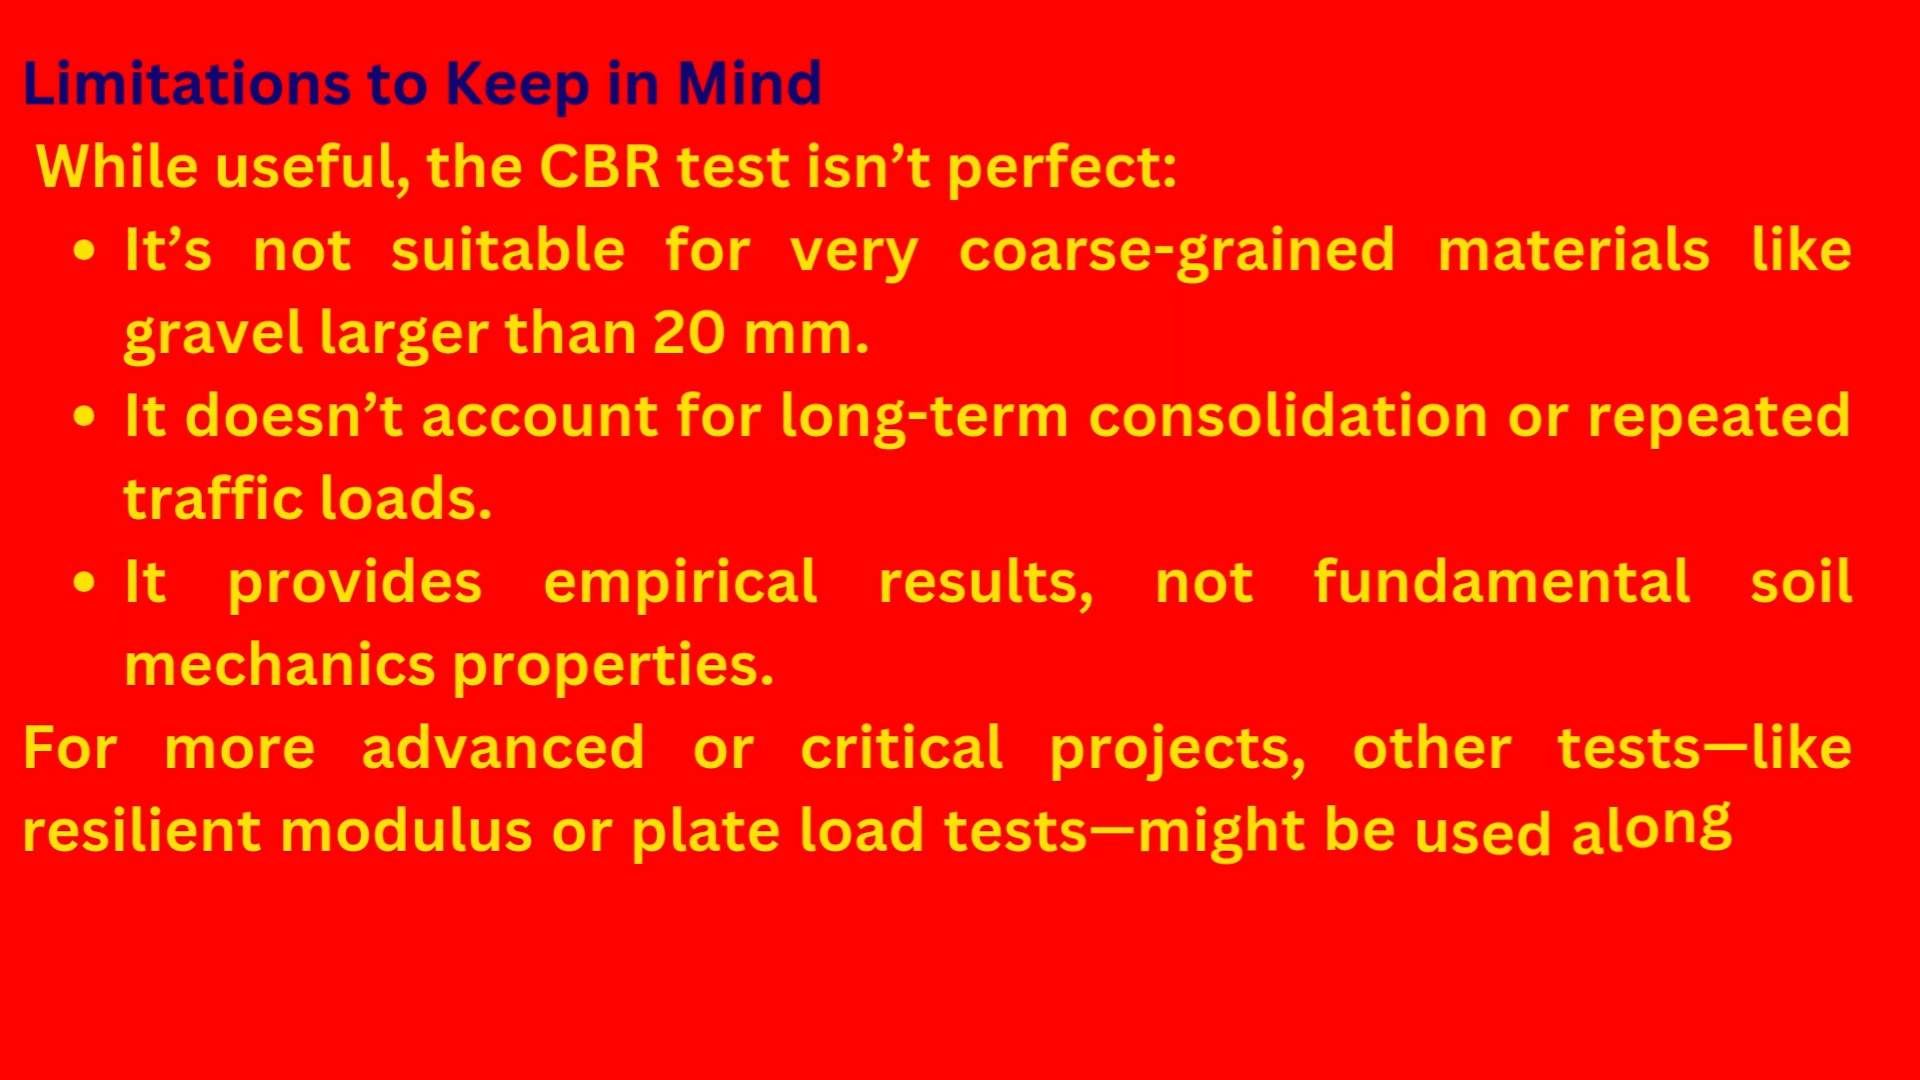 Limitations to Keep in Mind
While useful, the CBR test isn’t perfect:
• It’s not suitable for very coarse-grained materials like
gravel larger than 20 mm.
• It doesn’t account for long-term consolidation or repeated
traffic loads.
• It provides empirical results, not fundamental soil
mechanics properties.
For more advanced or critical projects, other tests—like
resilient modulus or plate load tests—might be used along